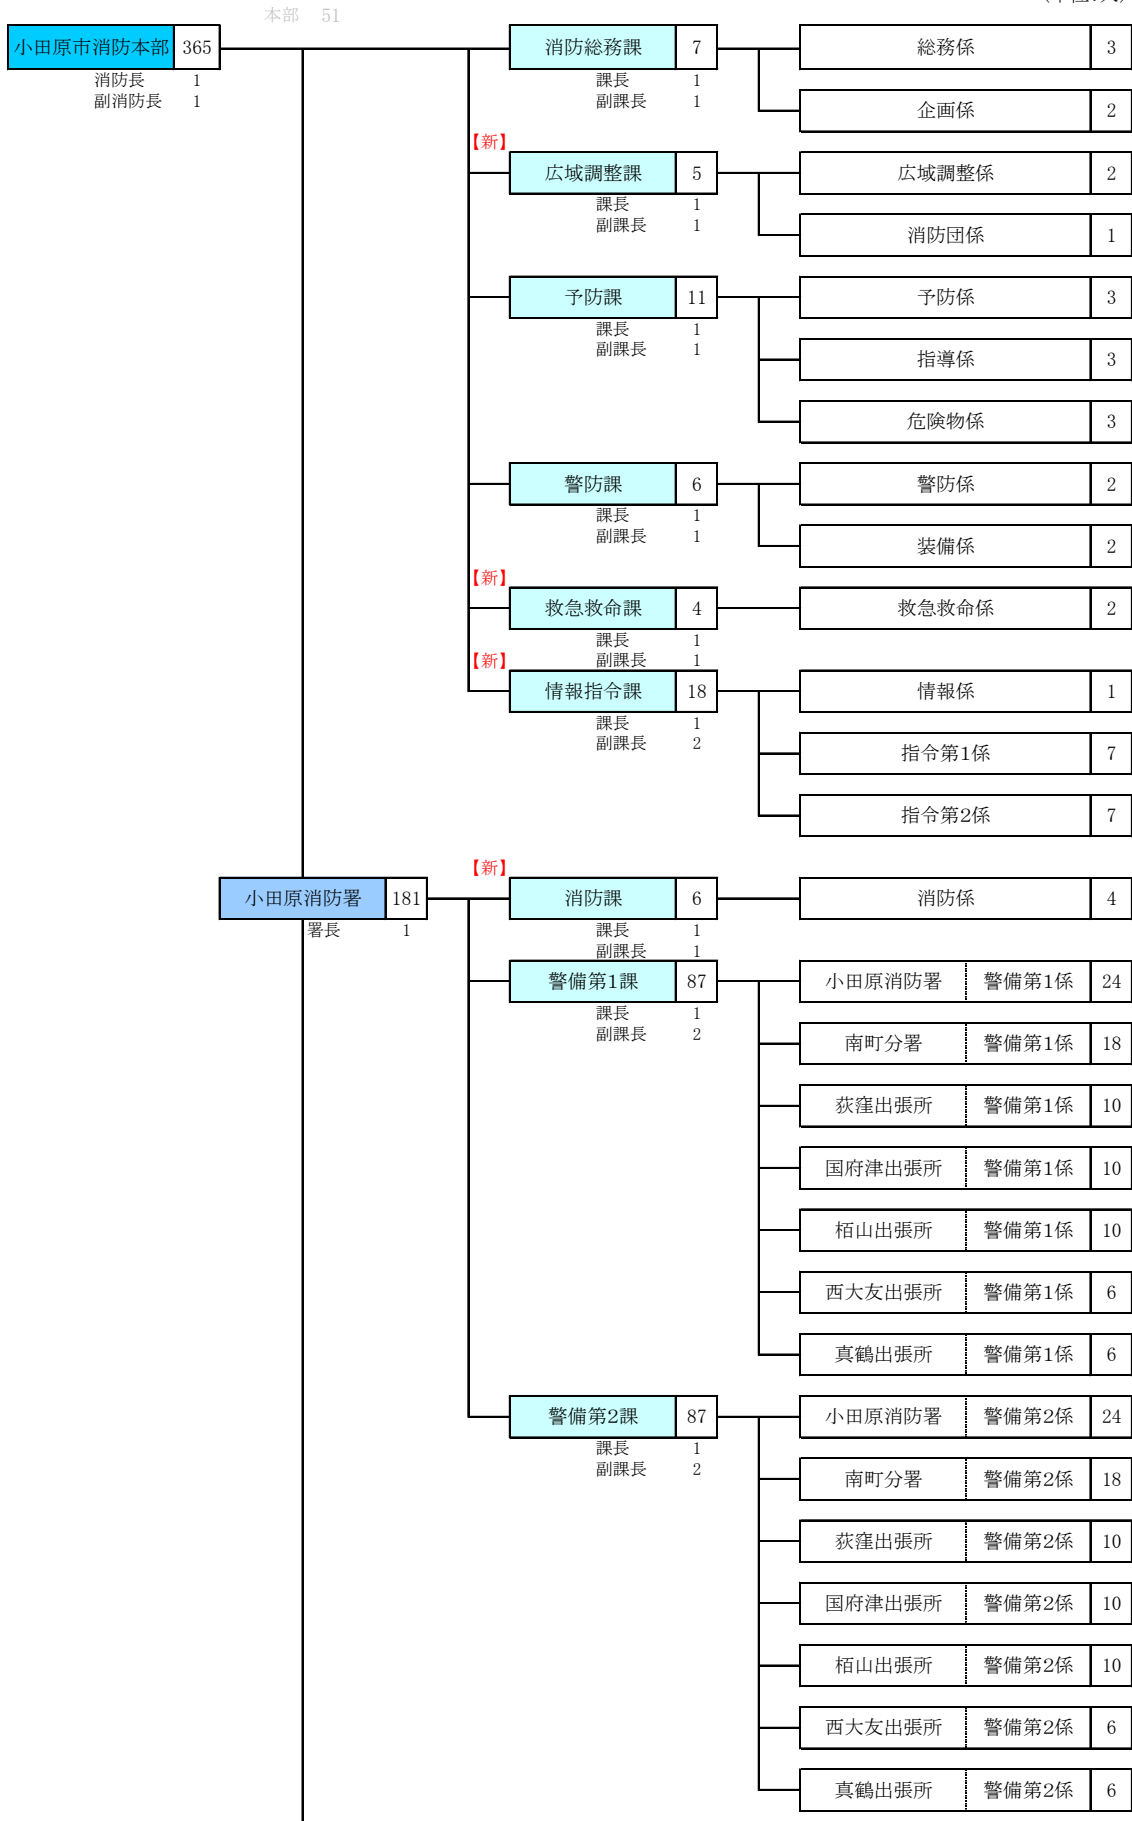 本部 51
小田原市消防本部 365 消防総務課 7 総務係 3
消防長 1 課長 1
副消防長 1 副課長 1
企画係 2
【新】
広域調整課 5 広域調整係 2
課長 1
副課長 1
消防団係 1
予防課 11 予防係 3
課長 1
副課長 1
指導係 3
危険物係 3
警防課 6 警防係 2
課長 1
副課長 1
装備係 2
【新】
救急救命課 4 救急救命係 2
課長 1
副課長 1
【新】
情報指令課 18 情報係 1
課長 1
副課長 2
指令第1係 7
指令第2係 7
【新】
小田原消防署 181 消防課 6 消防係 4
署長 1 課長 1
副課長 1
警備第1課 87 小田原消防署 警備第1係 24
課長 1
副課長 2
南町分署 警備第1係 18
荻窪出張所 警備第1係 10
国府津出張所 警備第1係 10
栢山出張所 警備第1係 10
西大友出張所 警備第1係 6
真鶴出張所 警備第1係 6
警備第2課 87 小田原消防署 警備第2係 24
課長 1
副課長 2
南町分署 警備第2係 18
荻窪出張所 警備第2係 10
国府津出張所 警備第2係 10
栢山出張所 警備第2係 10
西大友出張所 警備第2係 6
真鶴出張所 警備第2係 6